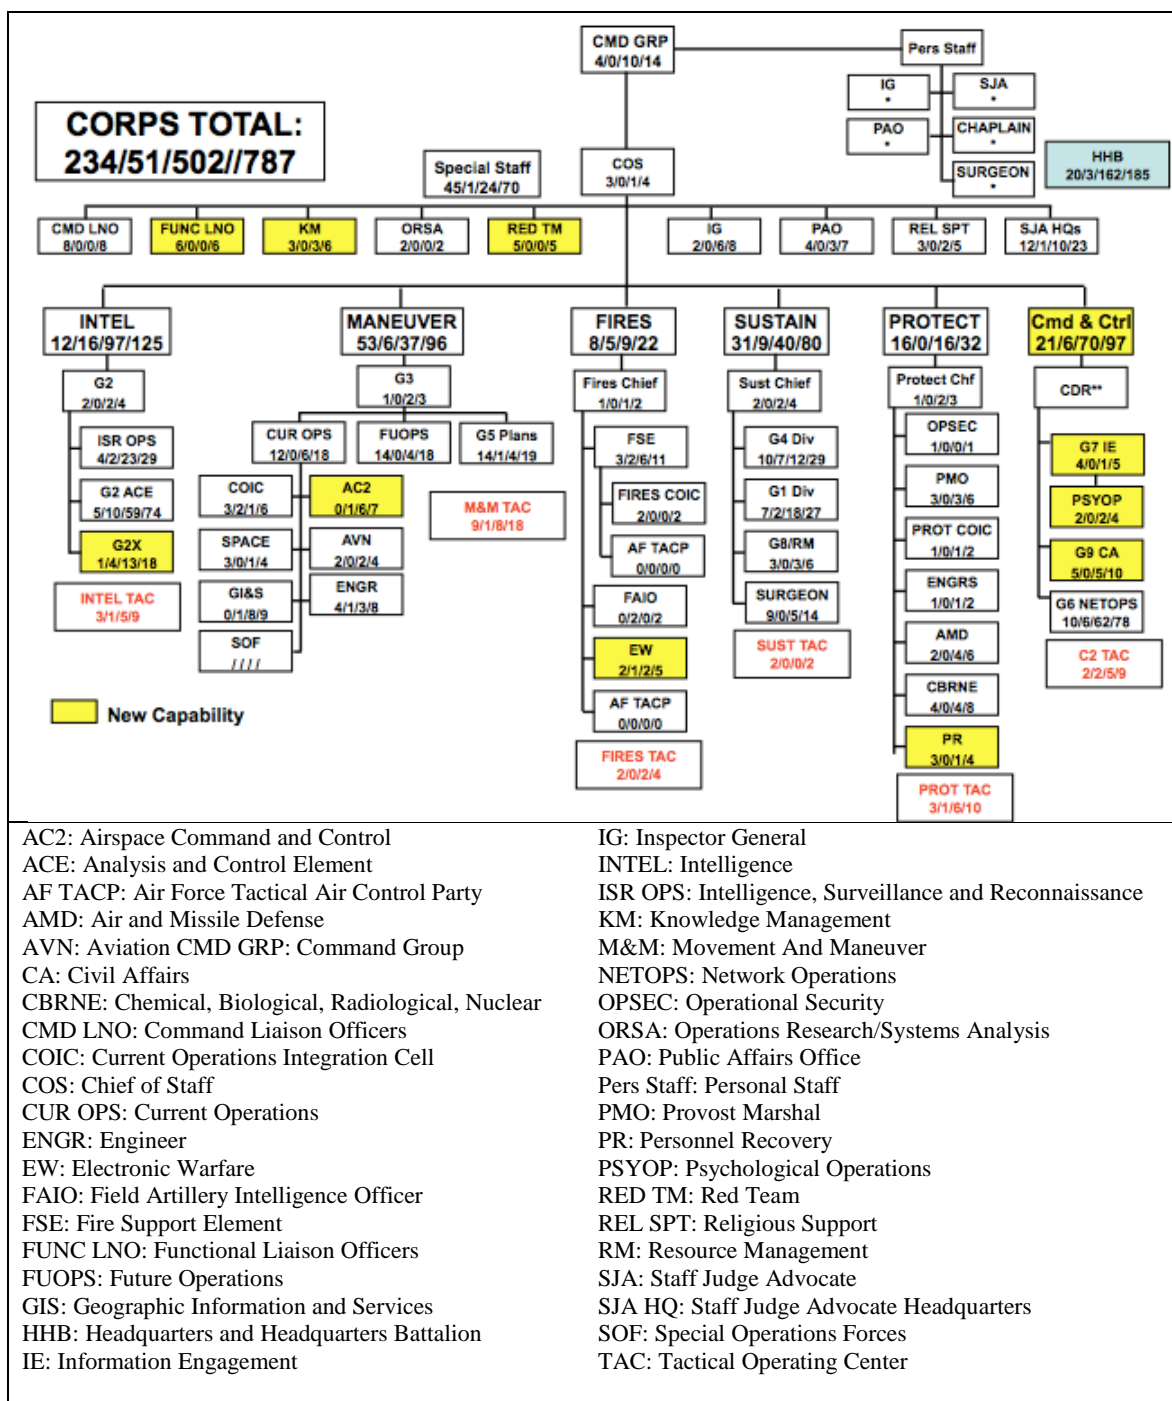 CMD GRP
4/0/10/14
Pers Staff
IG
*
SJA
*
PAO
*
CHAPLAIN
*
SURGEON
*
CORPS TOTAL:
234/51/502//787
HHB
20/3/162/185
Special Staff
45/1/24/70
COS
3/0/1/4
CMD LNO
8/0/0/8
FUNC LNO
6/0/0/6
KM
3/0/3/6
ORSA
2/0/0/2
RED TM
5/0/0/5
IG
2/0/6/8
PAO
4/0/3/7
REL SPT
3/0/2/5
SJA HQs
12/1/10/23
INTEL
12/16/97/125
G2
2/0/2/4
ISR OPS
4/2/23/29
G2 ACE
5/10/59/74
G2X
1/4/13/18
INTEL TAC
3/1/5/9
MANEUVER
53/6/37/96
G3
1/0/2/3
CUR OPS
12/0/6/18
FUOPS
14/0/4/18
G5 Plans
14/1/4/19
COIC
3/2/1/6
AC2
0/1/6/7
SPACE
3/0/1/4
AVN
2/0/2/4
GI&S
0/1/8/9
ENGR
4/1/3/8
SOF
/ / / /
M&M TAC
9/1/8/18
FIRES
8/5/9/22
Fires Chief
1/0/1/2
FSE
3/2/6/11
FIRES COIC
2/0/0/2
AF TACP
0/0/0/0
FAIO
0/2/0/2
EW
2/1/2/5
AF TACP
0/0/0/0
FIRES TAC
2/0/2/4
SUSTAIN
31/9/40/80
Sust Chief
2/0/2/4
G4 Div
10/7/12/29
G1 Div
7/2/18/27
G8/RM
3/0/3/6
SURGEON
9/0/5/14
SUST TAC
2/0/0/2
PROTECT
16/0/16/32
Protect Chf
1/0/2/3
OPSEC
1/0/0/1
PMO
3/0/3/6
PROT COIC
1/0/1/2
ENGRS
1/0/1/2
AMD
2/0/4/6
CBRNE
4/0/4/8
PR
3/0/1/4
PROT TAC
3/1/6/10
Cmd & Ctrl
21/6/70/97
CDR**
G7 IE
4/0/1/5
PSYOP
2/0/2/4
G9 CA
5/0/5/10
G6 NETOPS
10/6/62/78
C2 TAC
2/2/5/9
New Capability
AC2: Airspace Command and Control
ACE: Analysis and Control Element
AF TACP: Air Force Tactical Air Control Party
AMD: Air and Missile Defense
AVN: Aviation CMD GRP: Command Group
CA: Civil Affairs
CBRNE: Chemical, Biological, Radiological, Nuclear
CMD LNO: Command Liaison Officers
COIC: Current Operations Integration Cell
COS: Chief of Staff
CUR OPS: Current Operations
ENGR: Engineer
EW: Electronic Warfare
FAIO: Field Artillery Intelligence Officer
FSE: Fire Support Element
FUNC LNO: Functional Liaison Officers
FUOPS: Future Operations
GIS: Geographic Information and Services
HHB: Headquarters and Headquarters Battalion
IE: Information Engagement
IG: Inspector General
INTEL: Intelligence
ISR OPS: Intelligence, Surveillance and Reconnaissance
KM: Knowledge Management
M&M: Movement And Maneuver
NETOPS: Network Operations
OPSEC: Operational Security
ORSA: Operations Research/Systems Analysis
PAO: Public Affairs Office
Pers Staff: Personal Staff
PMO: Provost Marshal
PR: Personnel Recovery
PSYOP: Psychological Operations
RED TM: Red Team
REL SPT: Religious Support
RM: Resource Management
SJA: Staff Judge Advocate
SJA HQ: Staff Judge Advocate Headquarters
SOF: Special Operations Forces
TAC: Tactical Operating Center